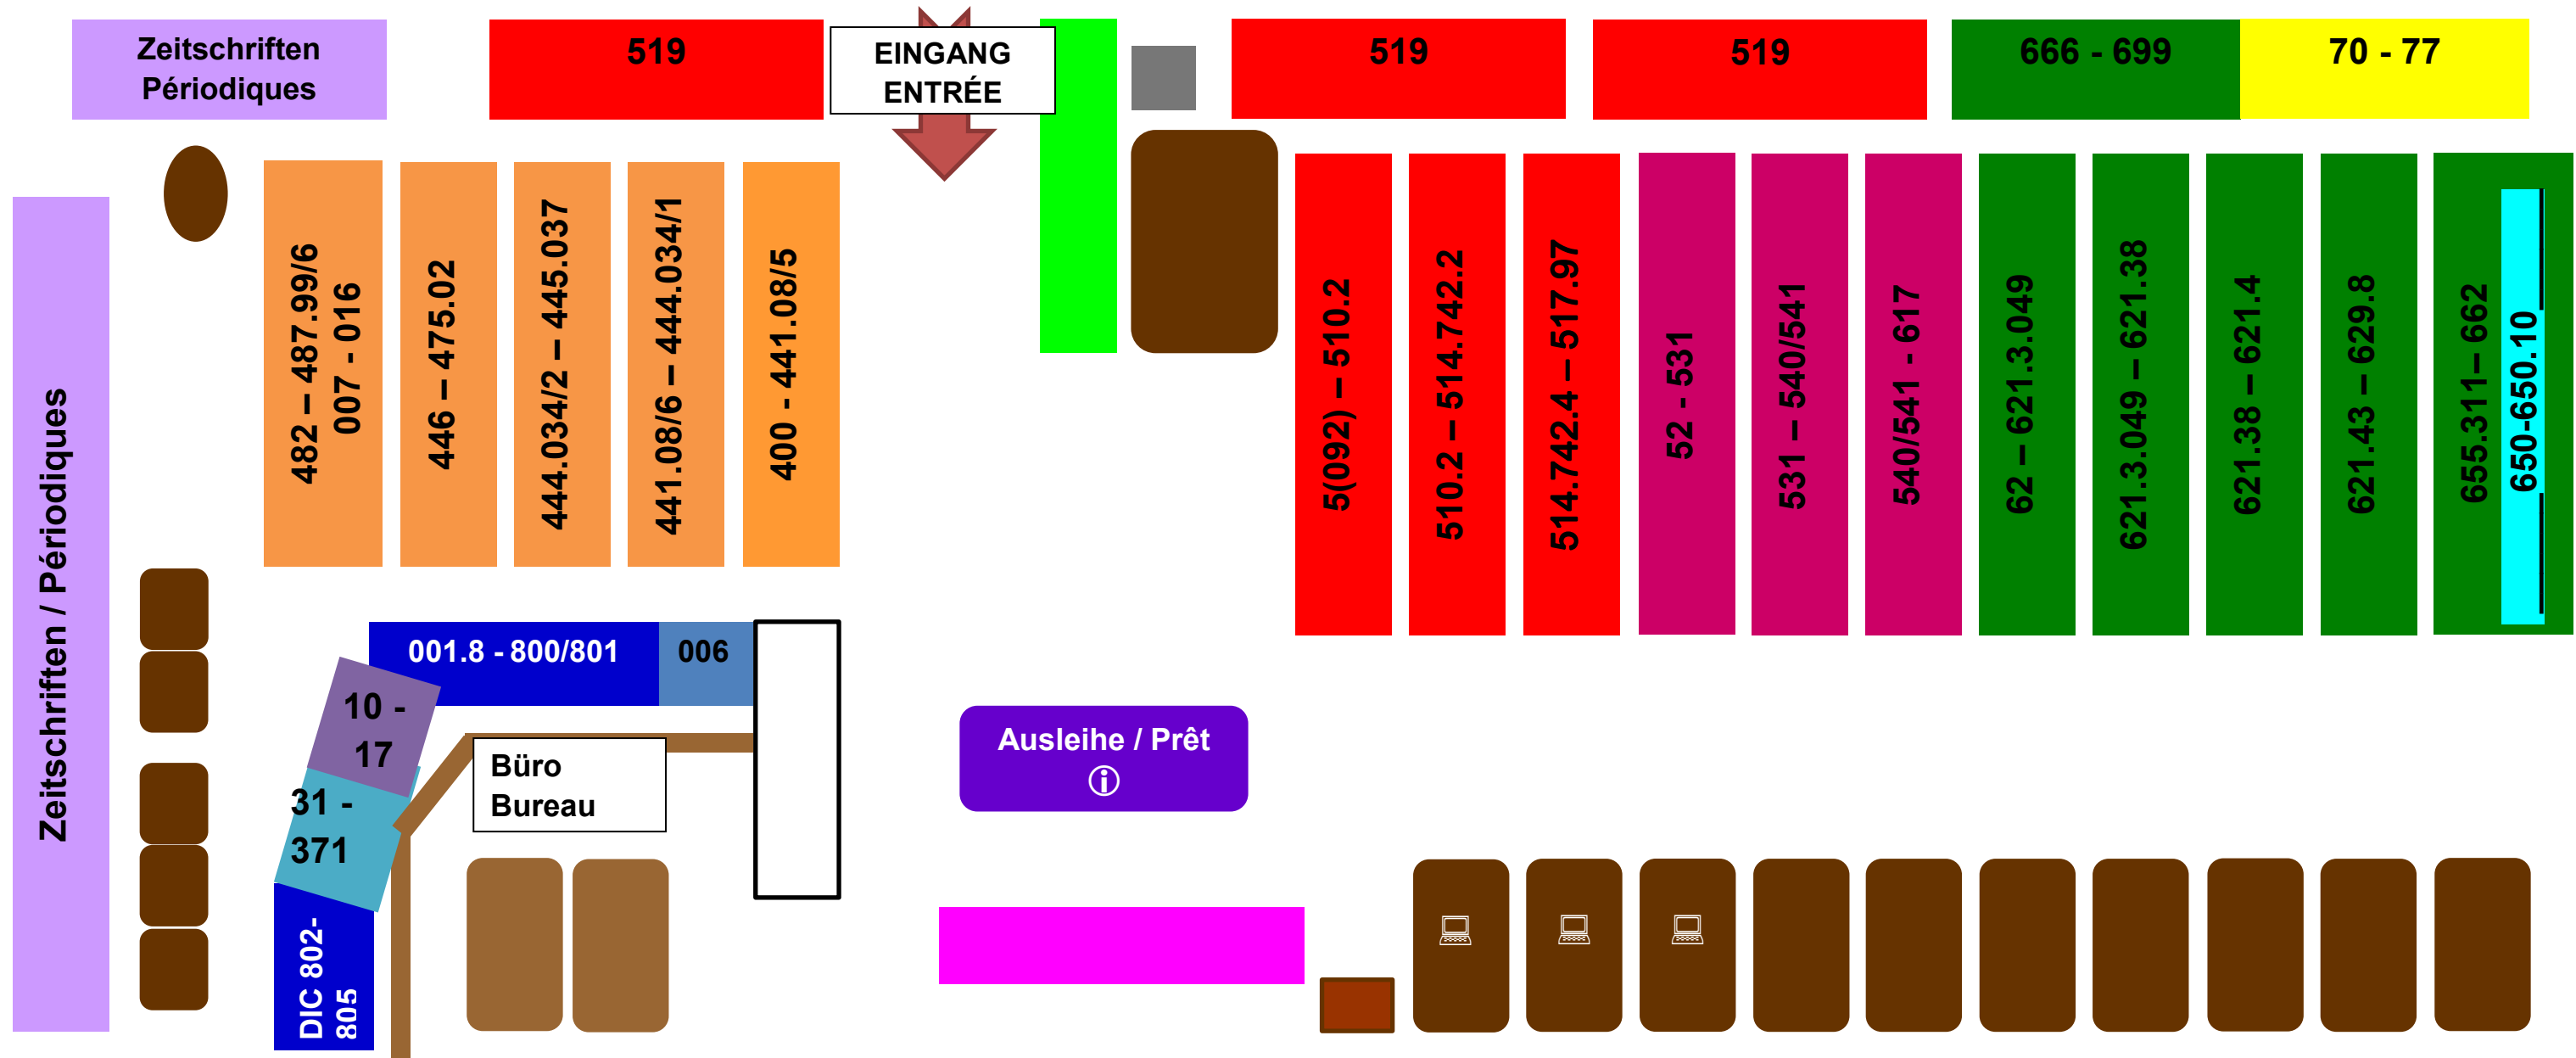 Zeitschriften
Périodiques
519
EINGANG
ENTRÉE
519
519
666 - 699
70 - 77
Zeitschriften / Périodiques
482 – 487.99/6
007 - 016
446 – 475.02
444.034/2 – 445.037
441.08/6 – 444.034/1
400 - 441.08/5
5(092) – 510.2
510.2 – 514.742.2
514.742.4 – 517.97
52 - 531
531 – 540/541
540/541 - 617
62 – 621.3.049
621.3.049 – 621.38
621.38 – 621.4
621.43 – 629.8
655.311– 662
650-650.10
001.8 - 800/801
006
10 -
17
31 -
371
DIC 802-
805
Büro
Bureau
Ausleihe / Prêt